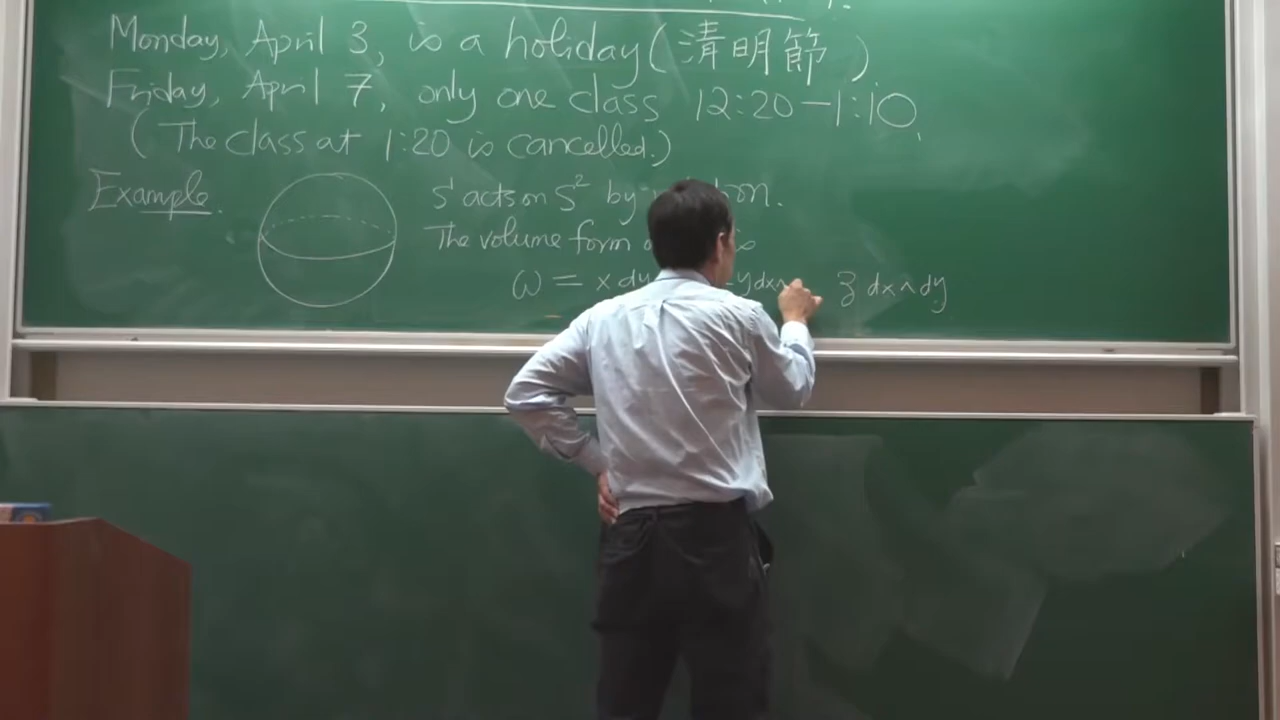 Monday, April 3, is a holiday (清明節)
Friday, April 7, only one class 12:20-1:10.
(The class at 1:20 is cancelled.)
Example.
S' acts on S² by
The volume form
ω = x dy - y dx ∧ z dx ∧ dy